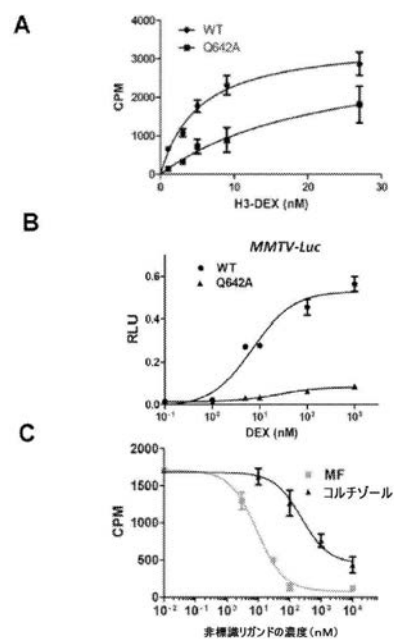 A
WT
Q642A
4000
3000
2000
1000
0
CPM
0 10 20 30
H3-DEX (nM)
B
MMTV-Luc
WT
Q642A
0.6
0.4
0.2
0.0
RLU
10⁻¹ 10⁰ 10¹ 10² 10³
DEX (nM)
C
2000
1500
1000
500
0
CPM
MF
コルチゾール
10⁻² 10⁰ 10¹ 10² 10³ 10⁴
非標識リガンドの濃度(nM)